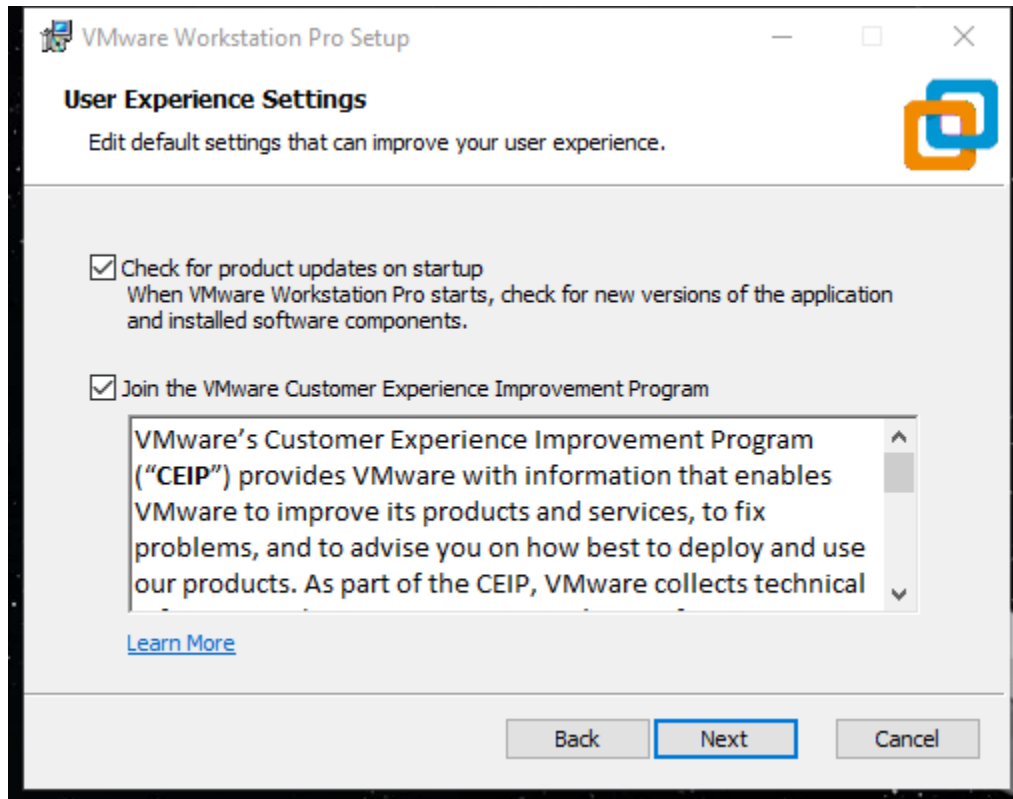 VMware Workstation Pro Setup
User Experience Settings
Edit default settings that can improve your user experience.
Check for product updates on startup
When VMware Workstation Pro starts, check for new versions of the application
and installed software components.
Join the VMware Customer Experience Improvement Program
VMware’s Customer Experience Improvement Program
(“CEIP”) provides VMware with information that enables
VMware to improve its products and services, to fix
problems, and to advise you on how best to deploy and use
our products. As part of the CEIP, VMware collects technical
Learn More
Back
Next
Cancel